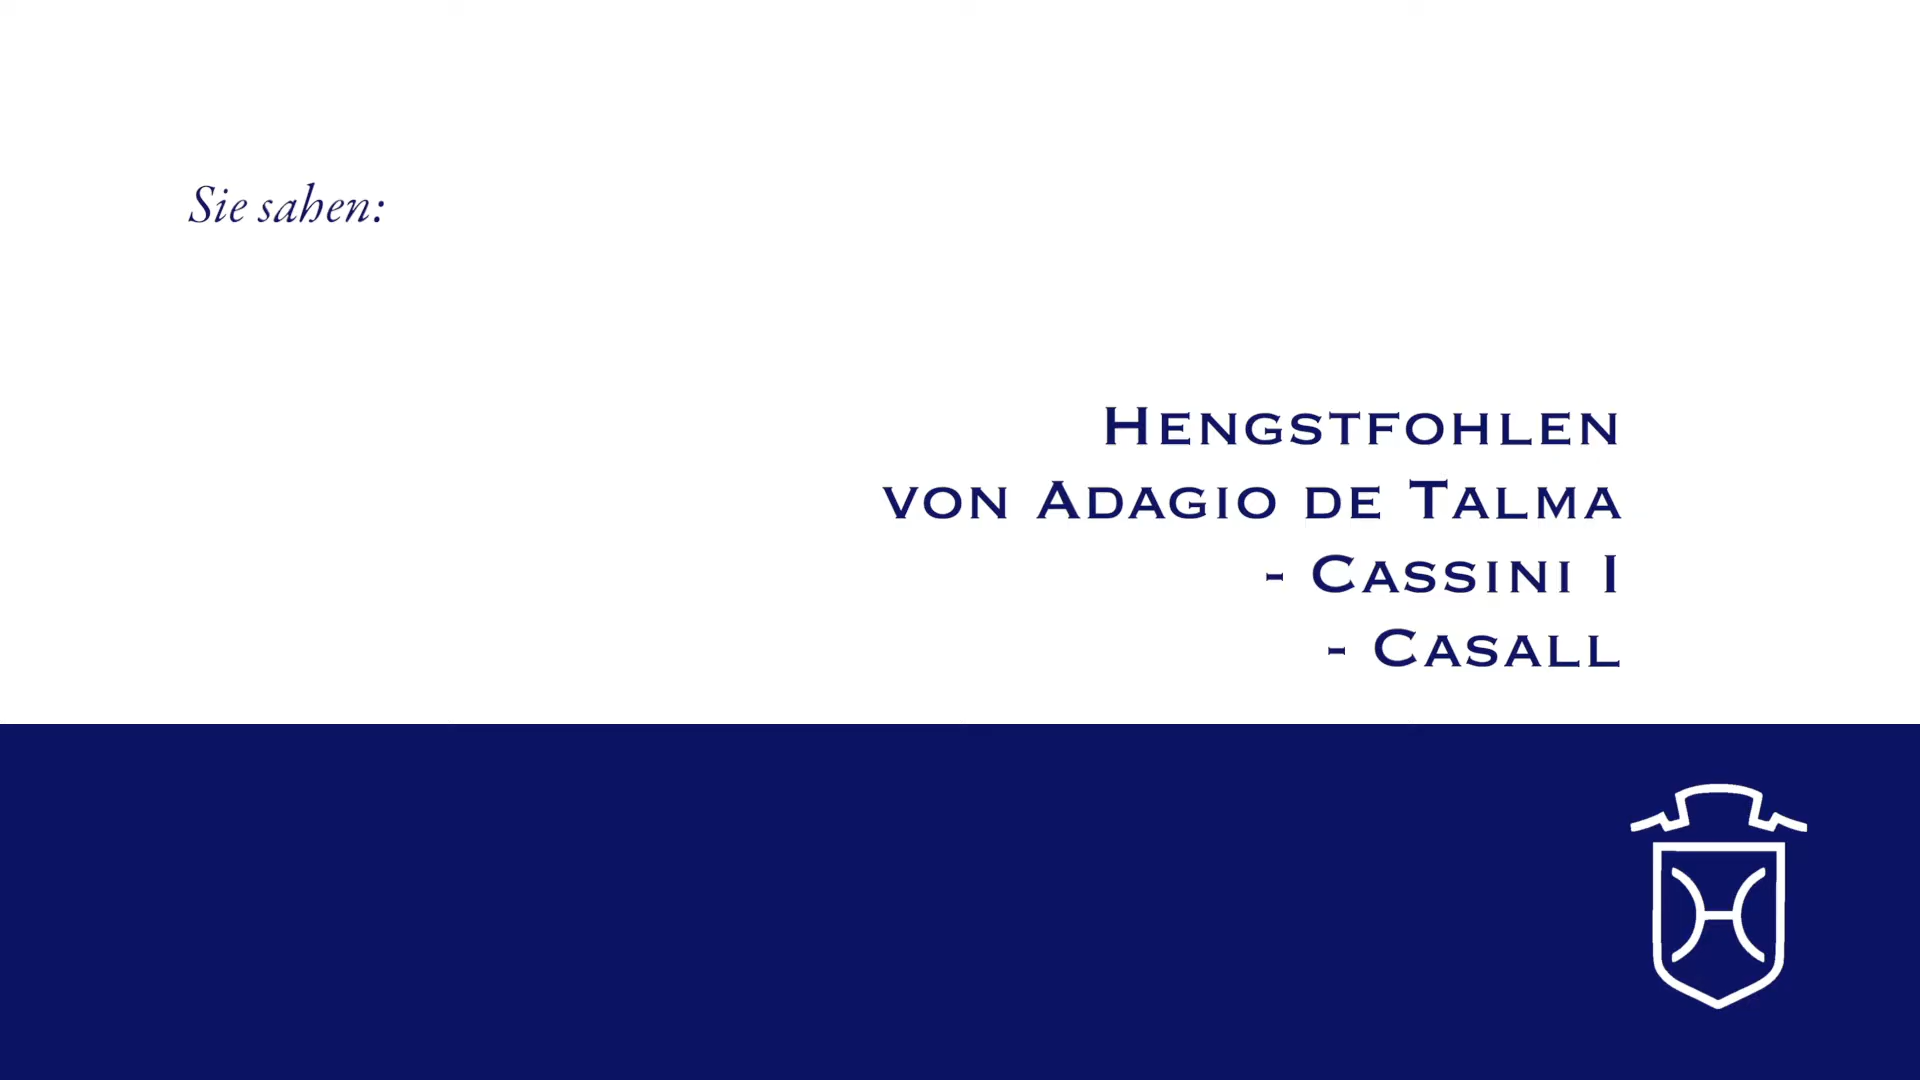 Sie sahen:
Hengstfohlen
von Adagio de Talma
- Cassini I
- Casall